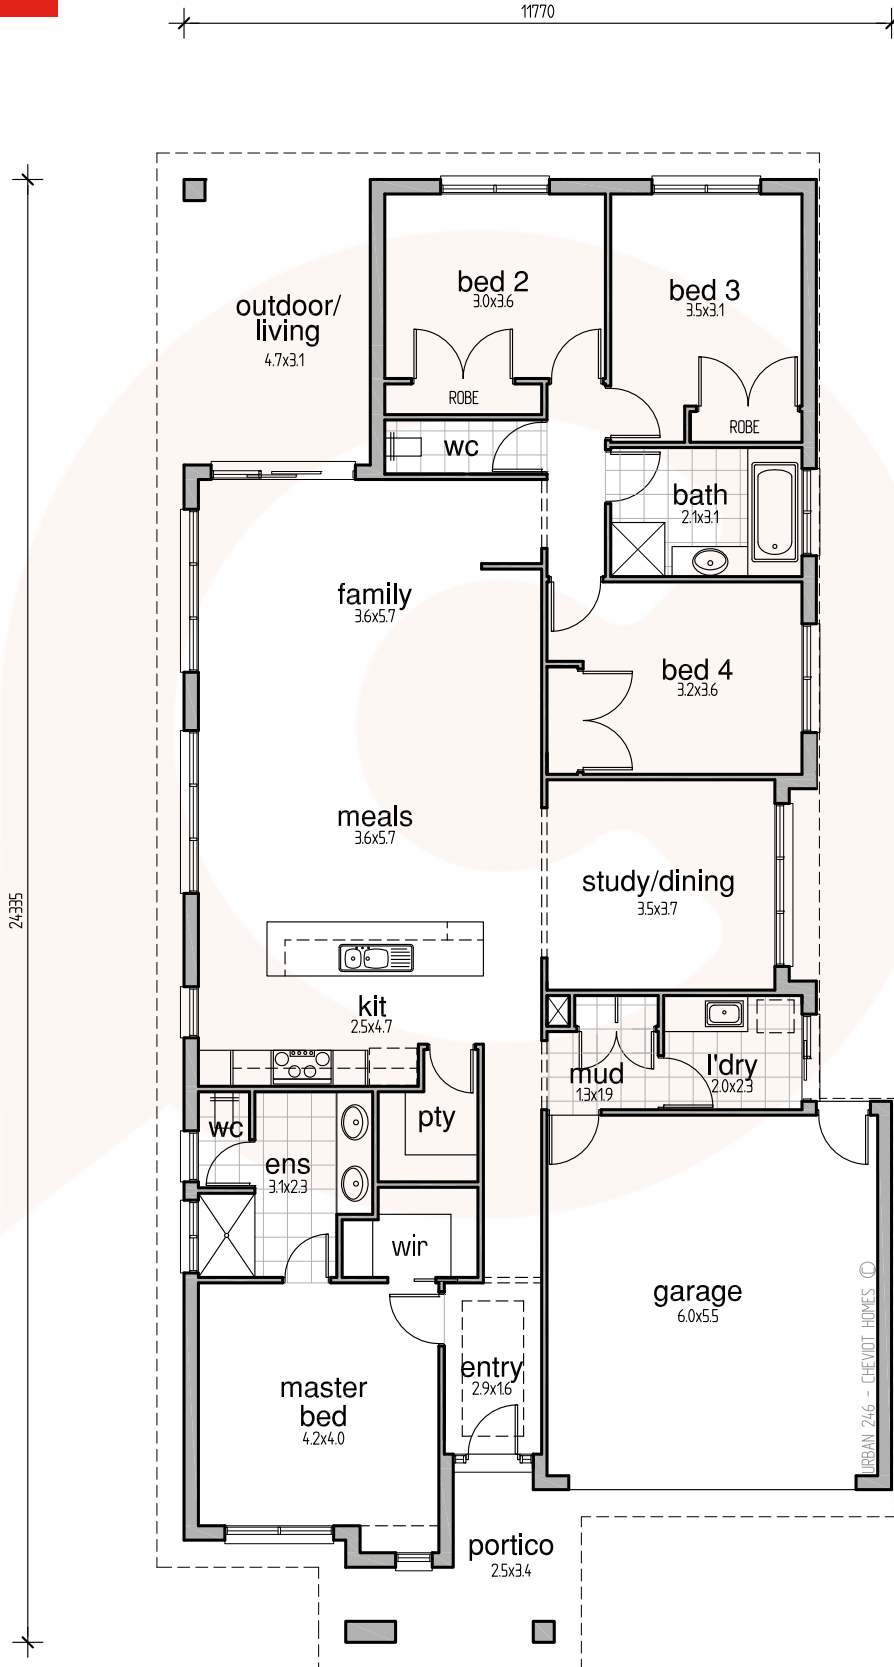 11770
24335
bed 2
3.0x3.6
bed 3
3.5x3.1
outdoor/
living
4.7x3.1
ROBE
ROBE
wc
bath
2.1x3.1
family
3.6x5.7
bed 4
3.2x3.6
meals
3.6x5.7
study/dining
3.5x3.7
kit
2.5x4.7
mud
1.3x1.9
l'dry
2.0x2.3
wc
pty
ens
3.1x2.3
wir
garage
6.0x5.5
entry
2.9x1.6
master
bed
4.2x4.0
portico
2.5x3.4
URBAN 246 - CHEVIOT HOMES ©